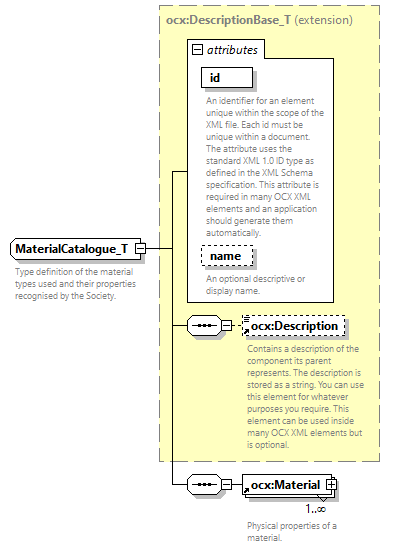 ocx:DescriptionBase_T (extension)
attributes
id
An identifier for an element
unique within the scope of the
XML file. Each id must be
unique within a document.
The attribute uses the
standard XML 1.0 ID type as
defined in the XML Schema
specification. This attribute is
required in many OCX XML
elements and an application
should generate them
automatically.
name
An optional descriptive or
display name.
MaterialCatalogue_T
Type definition of the material
types used and their properties
recognised by the Society.
ocx:Description
Contains a description of the
component its parent
represents. The description is
stored as a string. You can use
this element for whatever
purposes you require. This
element can be used inside
many OCX XML elements but
is optional.
ocx:Material
1..∞
Physical properties of a
material.